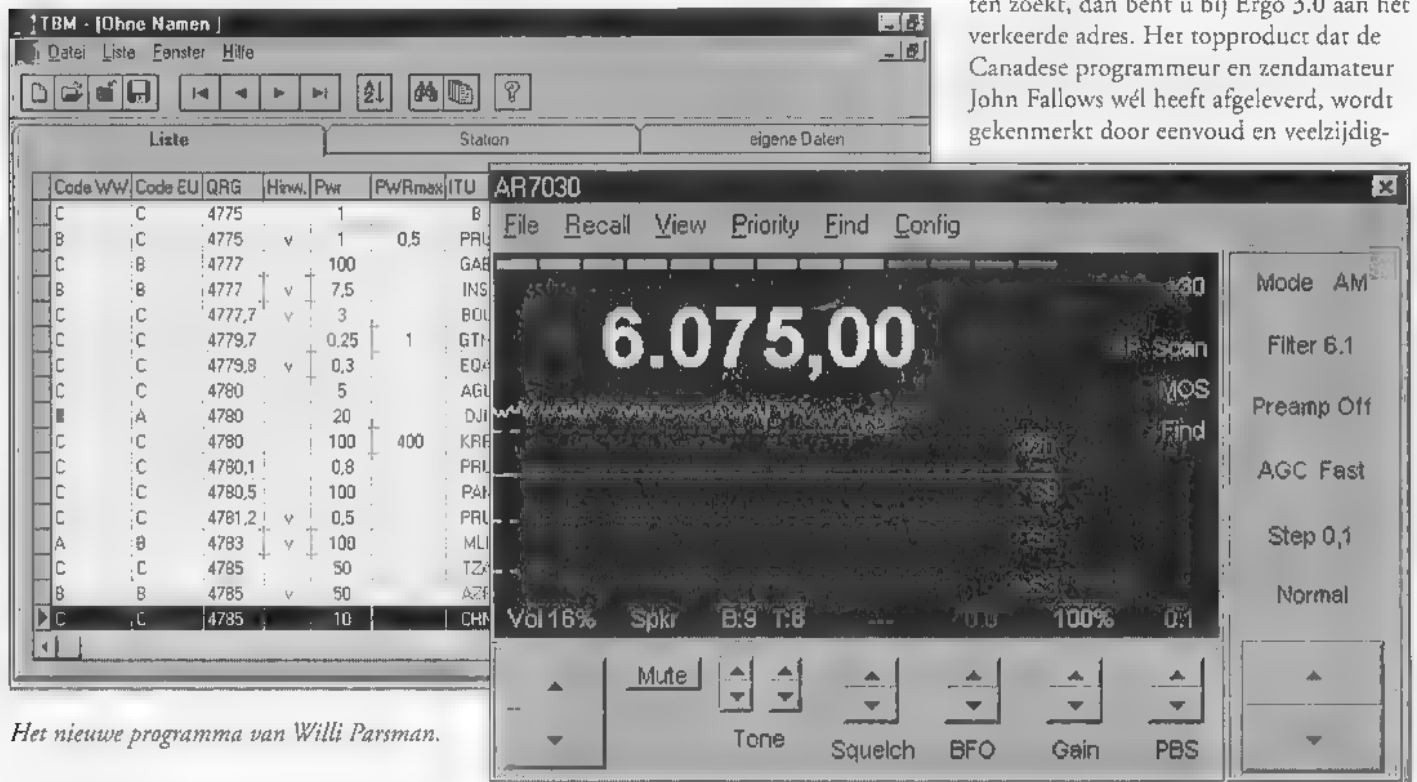 TBM - [Ohne Namen ]
Datei Liste Fenster Hilfe
Liste Station eigene Daten
Code WW Code EU QRG Hinw. Pwr PWRmax ITU
C C 4775 1 B
B C 4775 v 1 0,5 PRU
C B 4777 100 GAB
B B 4777 v 7,5 INS
C C 4777,7 v 3
C C 4779,7 0,25 1
C C 4779,8 v 0,3
C C 4780 5
A 4780 20 DJI
C C 4780 100 400 KRE
C C 4780,1 0,8 PRU
C C 4780,5 100
C C 4781,2 v 0,5 PRU
A B 4783 v 100 MLI
C C 4785 50 TZA
B B 4785 v 50 AZE
C C 4785 10 CHN
ten zoekt, dan bent u bij Ergo 3.0 aan het
verkeerde adres. Het topproduct dat de
Canadese programmeur en zendamateur
John Fallows wél heeft afgeleverd, wordt
gekenmerkt door eenvoud en veelzijdig-
AR7030
File Recall View Priority Find Config
6.075,00
Scan
MOS
Find
Vol 16% Spkr B:9 T:6 --- 0.0 100% 0.1
Mute
Tone Squelch BFO Gain PBS
Mode AM
Filter 6.1
Preamp Off
AGC Fast
Step 0,1
Normal
Het nieuwe programma van Willi Parsman.